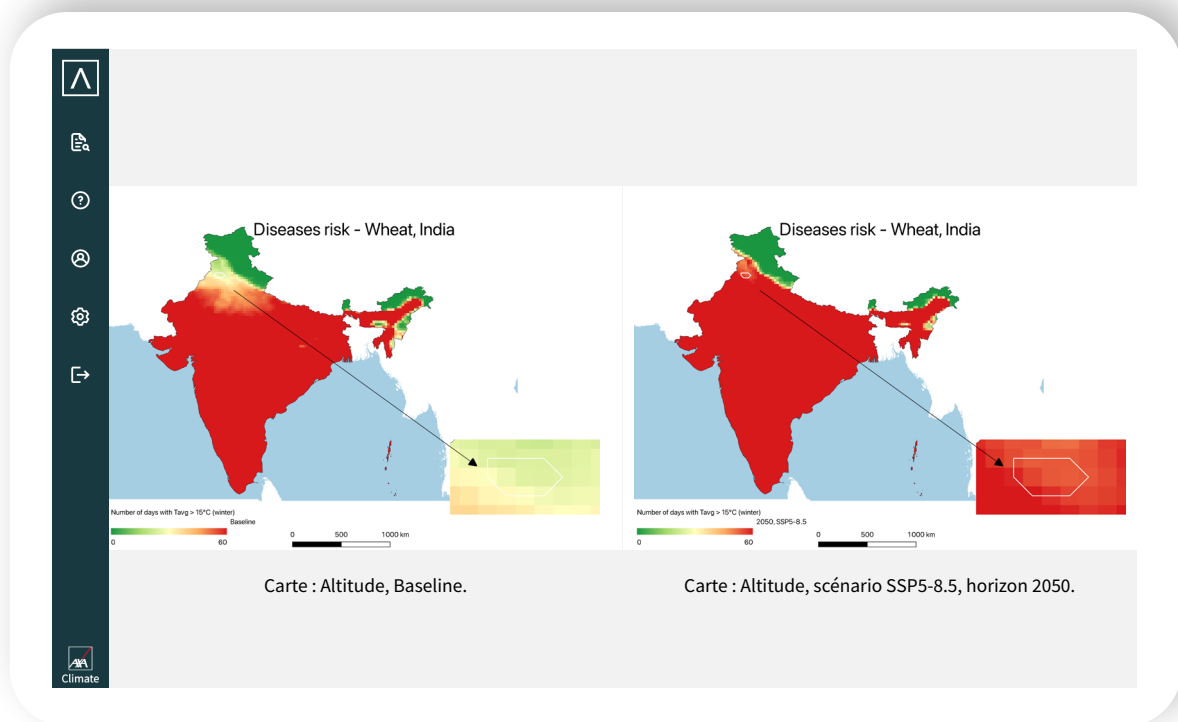 Diseases risk - Wheat, India
Number of days with Tavg > 15°C (winter)
Baseline
0
60
0
500
1000 km
Diseases risk - Wheat, India
Number of days with Tavg > 15°C (winter)
2050, SSP5-8.5
0
60
0
500
1000 km
Carte : Altitude, Baseline.
Carte : Altitude, scénario SSP5-8.5, horizon 2050.
AXA
Climate